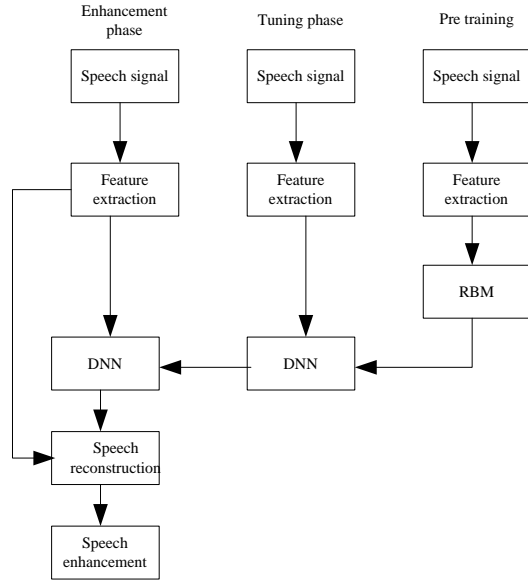 Enhancement
phase
Tuning phase
Pre training
Speech signal
Speech signal
Speech signal
Feature
extraction
Feature
extraction
Feature
extraction
RBM
DNN
DNN
Speech
reconstruction
Speech
enhancement